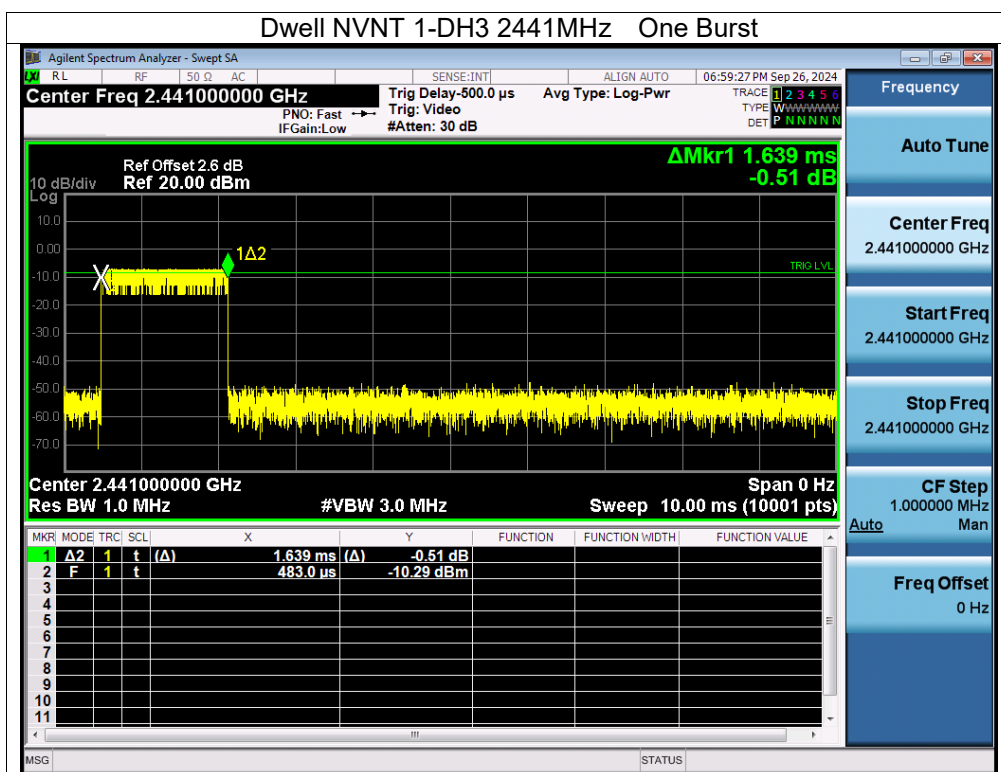 Dwell NVNT 1-DH3 2441MHz One Burst
Agilent Spectrum Analyzer - Swept SA
LXI RL RF 50 Ω AC SENSE:INT ALIGN AUTO 06:59:27 PM Sep 26, 2024
Center Freq 2.441000000 GHz
PNO: Fast
IFGain:Low
Trig Delay-500.0 µs
Trig: Video
#Atten: 30 dB
Avg Type: Log-Pwr
TRACE 1 2 3 4 5 6
TYPE WWWWWWW
DET P N N N N N
ΔMkr1 1.639 ms
-0.51 dB
Ref Offset 2.6 dB
10 dB/div Ref 20.00 dBm
Log
10.0
0.00
-10.0
-20.0
-30.0
-40.0
-50.0
-60.0
-70.0
1Δ2
TRIG LVL
Center 2.441000000 GHz Span 0 Hz
Res BW 1.0 MHz #VBW 3.0 MHz Sweep 10.00 ms (10001 pts)
MKR MODE TRC SCL X Y FUNCTION FUNCTION WIDTH FUNCTION VALUE
1 Δ2 1 t (Δ) 1.639 ms (Δ) -0.51 dB
2 F 1 t 483.0 µs -10.29 dBm
3
4
5
6
7
8
9
10
11
MSG STATUS
Frequency
Auto Tune
Center Freq
2.441000000 GHz
Start Freq
2.441000000 GHz
Stop Freq
2.441000000 GHz
CF Step
1.000000 MHz
Auto Man
Freq Offset
0 Hz